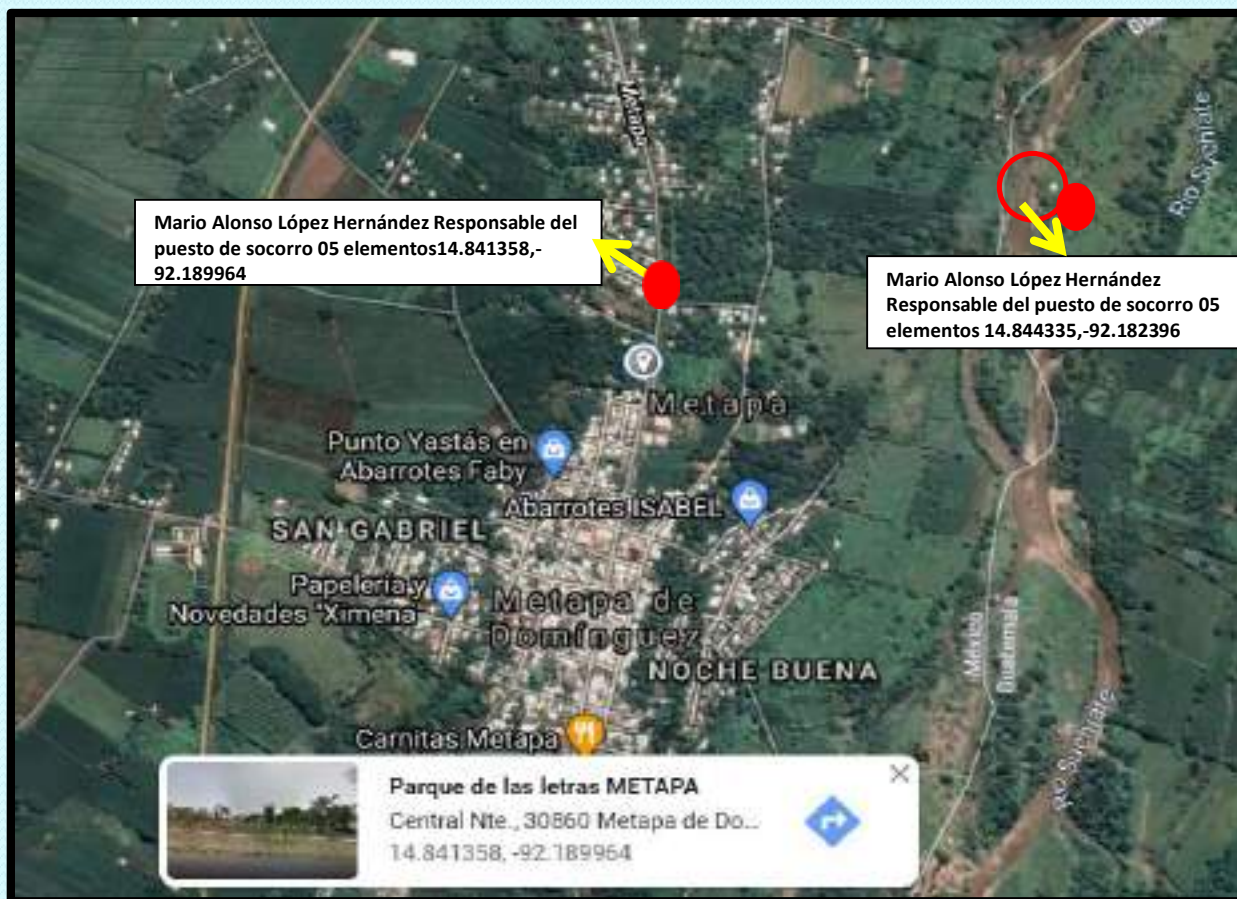 Metapa
Río Suchiate
Mario Alonso López Hernández Responsable del
puesto de socorro 05 elementos14.841358,-
92.189964
Mario Alonso López Hernández
Responsable del puesto de socorro 05
elementos 14.844335,-92.182396
Metapa
Punto Yastás en
Abarrotes Faby
Abarrotes ISABEL
SAN GABRIEL
Papelería y
Novedades "Ximena"
Metapa de
Domínguez
NOCHE BUENA
México
Guatemala
Río Suchiate
Carnitas Metapa
Parque de las letras METAPA
Central Nte., 30860 Metapa de Do...
14.841358, -92.189964